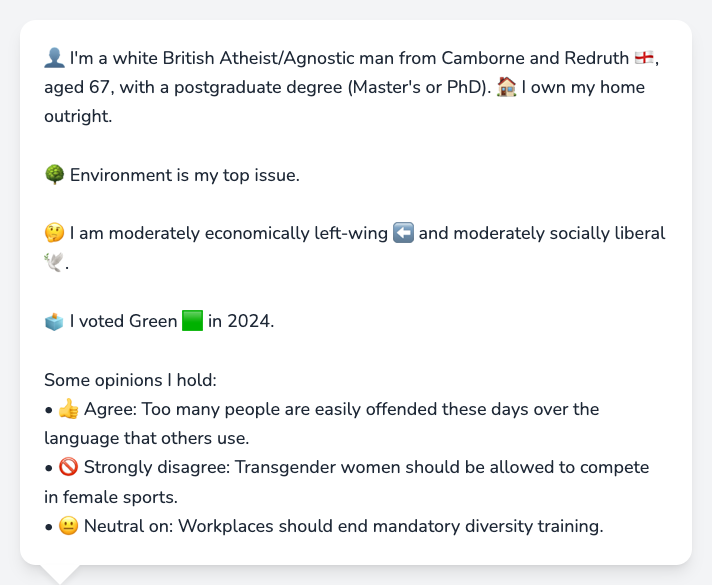 👤 I'm a white British Atheist/Agnostic man from Camborne and Redruth 🏴󠁧󠁢󠁥󠁮󠁧󠁿,
aged 67, with a postgraduate degree (Master's or PhD). 🏠 I own my home
outright.
🌳 Environment is my top issue.
🤔 I am moderately economically left-wing ⬅️ and moderately socially liberal
🕊️.
🗳️ I voted Green 🟩 in 2024.
Some opinions I hold:
• 👍 Agree: Too many people are easily offended these days over the
language that others use.
• 🚫 Strongly disagree: Transgender women should be allowed to compete
in female sports.
• 😐 Neutral on: Workplaces should end mandatory diversity training.